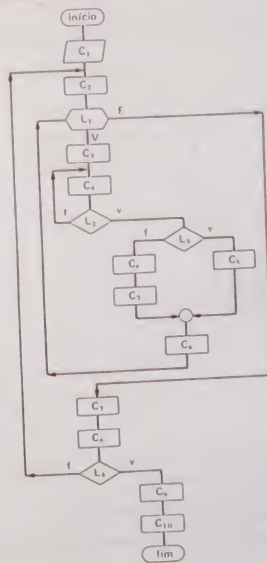 início
C₁
C₂
L₁ F
V
C₃
C₄
f L₂ v
f L₃ v
C₆ C₅
C₇
C₈
C₇
C₈
f L₄ v
C₉
C₁₀
fim